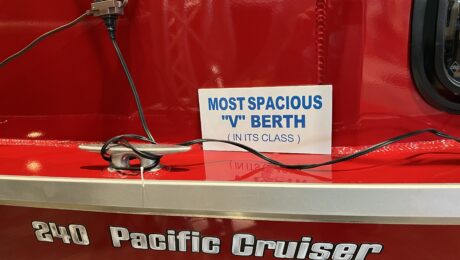 MOST SPACIOUS
"V" BERTH
( IN ITS CLASS )
240 Pacific Cruiser